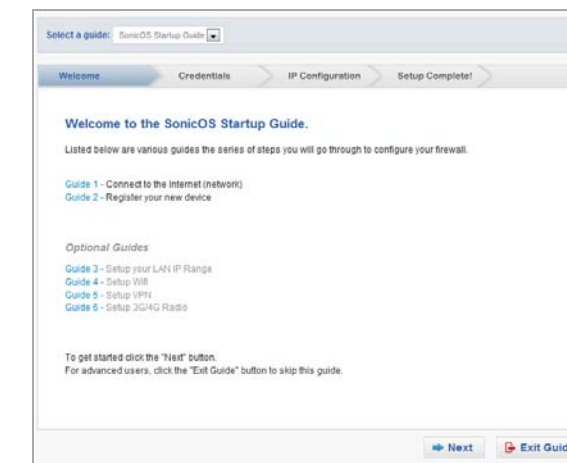 Select a guide: SonicOS Startup Guide
Welcome Credentials IP Configuration Setup Complete!
Welcome to the SonicOS Startup Guide.
Listed below are various guides the series of steps you will go through to configure your firewall.
Guide 1 - Connect to the Internet (network)
Guide 2 - Register your new device
Optional Guides
Guide 3 - Setup your LAN IP Range
Guide 4 - Setup Wifi
Guide 5 - Setup VPN
Guide 6 - Setup 3G/4G Radio
To get started click the "Next" button.
For advanced users, click the "Exit Guide" button to skip this guide.
Next Exit Guid